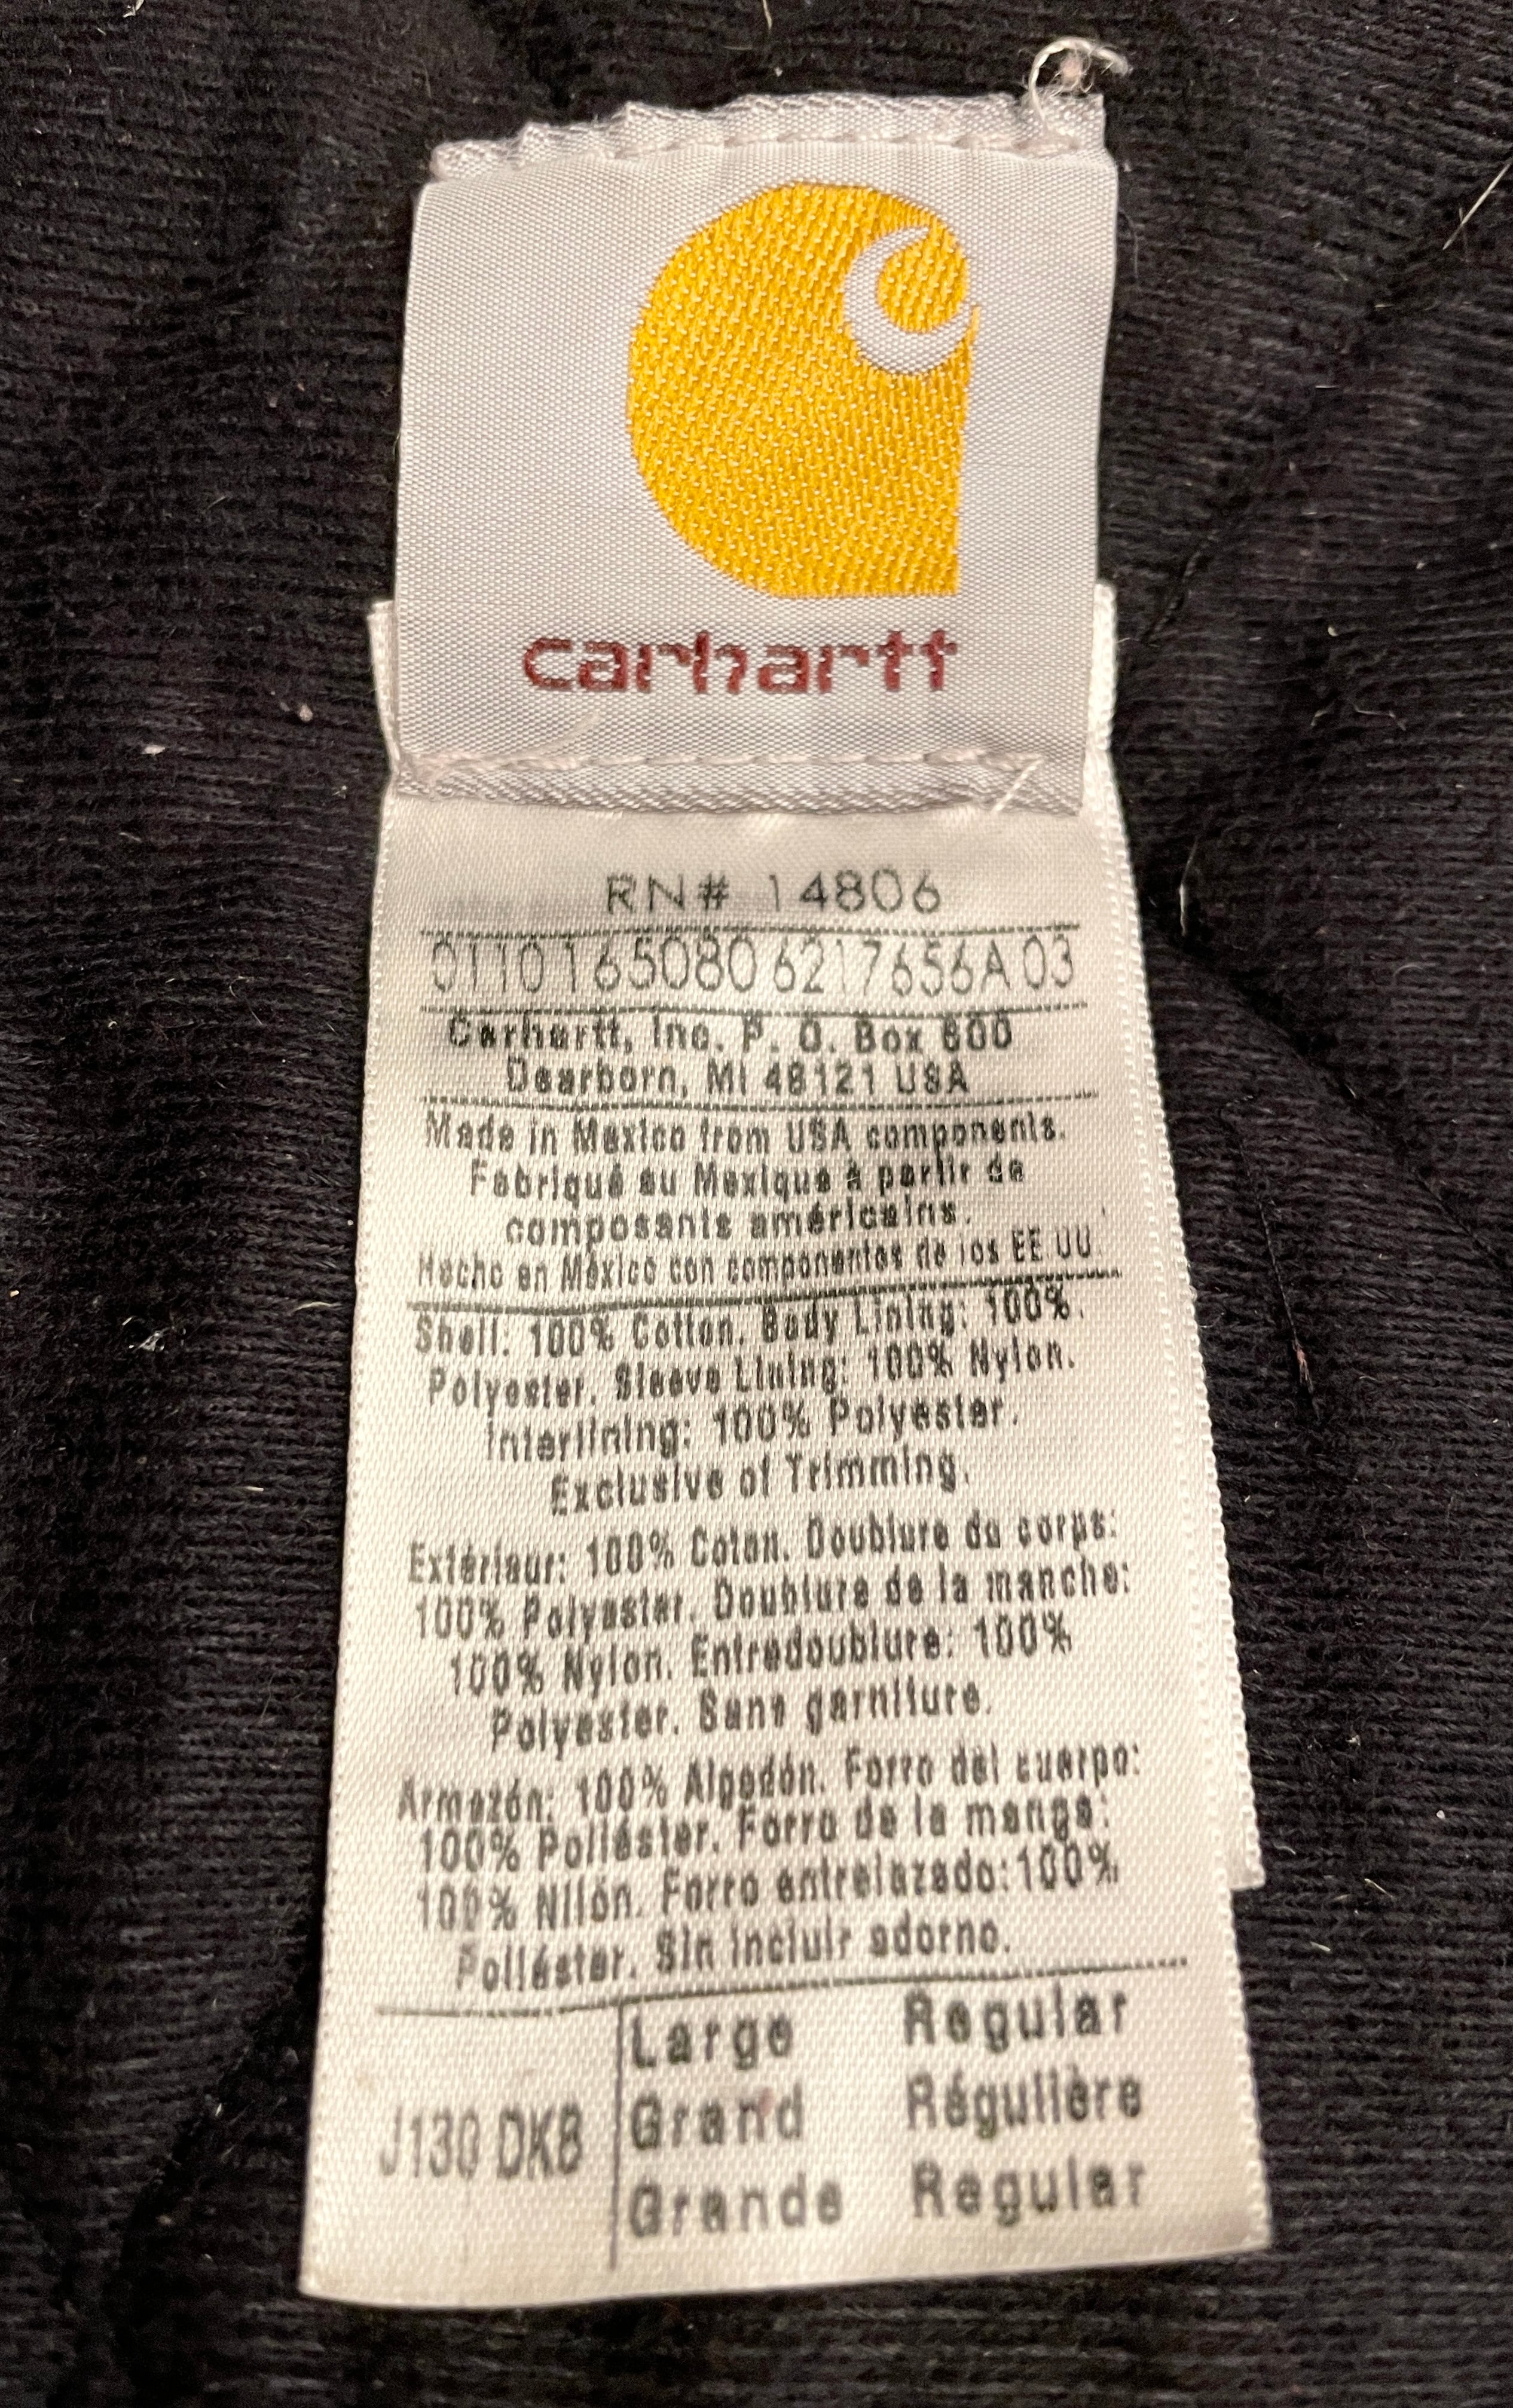 carhartt
RN# 14806
0110165080 6217656A 03
Carhartt, Inc. P. O. Box 600
Dearborn, MI 48121 USA
Made in Mexico from USA components.
Fabriqué au Mexique à partir de
composants américains.
Hecho en México con componentes de los EE UU.
Shell: 100% Cotton. Body Lining: 100%
Polyester. Sleeve Lining: 100% Nylon.
Interlining: 100% Polyester.
Exclusive of Trimming.
Extérieur: 100% Coton. Doublure du corps:
100% Polyester. Doublure de la manche:
100% Nylon. Entredoublure: 100%
Polyester. Sans garniture.
Armazón: 100% Algodón. Forro del cuerpo:
100% Poliéster. Forro de la manga:
100% Nilón. Forro entrelazado: 100%
Poliéster. Sin incluir adorno.
J130 DKB
Large Regular
Grand Régulière
Grande Regular